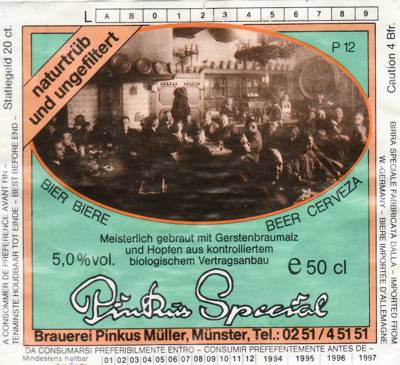 L A B 0 1 2 3 4 5 6 7 8 9
naturtrüb
und ungefiltert
P 12
Statiegeld 20 ct.
Caution 4 Bfr.
BIER BIERE
BEER CERVEZA
Meisterlich gebraut mit Gerstenbraumalz
und Hopfen aus kontrolliertem
biologischem Vertragsanbau
5,0% vol.
e 50 cl
Pinkus Special
Brauerei Pinkus Müller, Münster, Tel.: 02 51 / 4 51 51
A CONSOMMER DE PREFERENCE AVANT FIN -
TENMINSTE HOUDBAAR TOT EINDE - BEST BEFORE END -
BIRRA SPECIALE FABBRICATA DALLA - IMPORTED FROM
W.-GERMANY - BIERE IMPORTÉE D'ALLEMAGNE
DA CONSUMARSI PREFERIBILMENTE ENTRO - CONSUMIR PREFENTEMENTE ANTES DE -
Mindestens haltbar
01 02 03 04 05 06 07 08 09 10 11 12 1994 1995 1996 1997